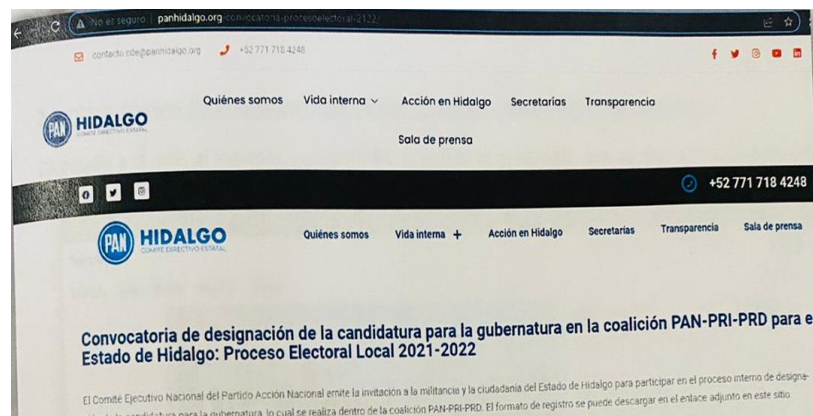 No es seguro | panhidalgo.org/convocatoria-procesoelectoral-2122/
contacto.cde@panhidalgo.org +52 771 718 4248
Quiénes somos Vida interna Acción en Hidalgo Secretarías Transparencia
PAN HIDALGO
COMITÉ DIRECTIVO ESTATAL
Sala de prensa
+52 771 718 4248
PAN HIDALGO
COMITÉ DIRECTIVO ESTATAL
Quiénes somos Vida interna + Acción en Hidalgo Secretarías Transparencia Sala de prensa
Convocatoria de designación de la candidatura para la gubernatura en la coalición PAN-PRI-PRD para e
Estado de Hidalgo: Proceso Electoral Local 2021-2022
El Comité Ejecutivo Nacional del Partido Acción Nacional emite la invitación a la militancia y la ciudadanía del Estado de Hidalgo para participar en el proceso interno de designa-
de la candidatura para la gubernatura, lo cual se realiza dentro de la coalición PAN-PRI-PRD. El formato de registro se puede descargar en el enlace adjunto en este sitio